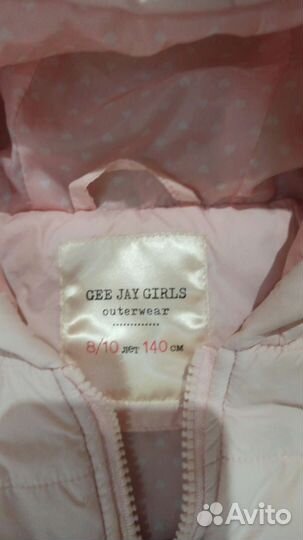 GEE JAY GIRLS
outerwear
8/10 лет 140 см
Avito